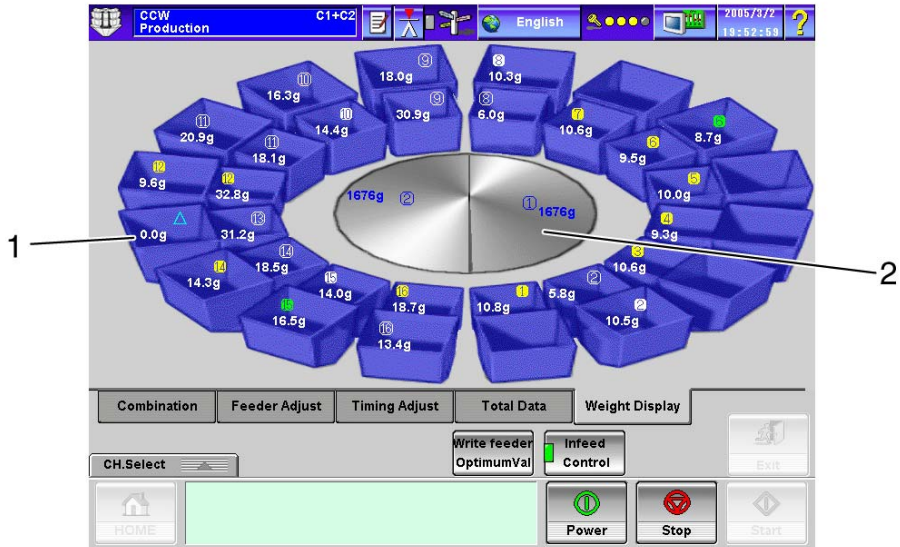 CCW C1+C2
Production
English
2005/3/2
19:52:59
?
⑨
18.0g
⑧
10.3g
⑩
16.3g
⑨
30.9g
⑧
6.0g
⑦
10.6g
⑥
8.7g
⑪
20.9g
⑩
14.4g
⑥
9.5g
⑪
18.1g
⑫
9.6g
⑫
32.8g
⑤
10.0g
1676g ②
① 1676g
1
0.0g
⑬
31.2g
④
9.3g
2
⑭
14.3g
⑭
18.5g
③
10.6g
⑮
14.0g
②
5.8g
⑮
16.5g
⑯
18.7g
①
10.8g
②
10.5g
⑯
13.4g
Combination Feeder Adjust Timing Adjust Total Data Weight Display
Write feeder
OptimumVal
Infeed
Control
Exit
CH.Select
HOME
Power
Stop
Start